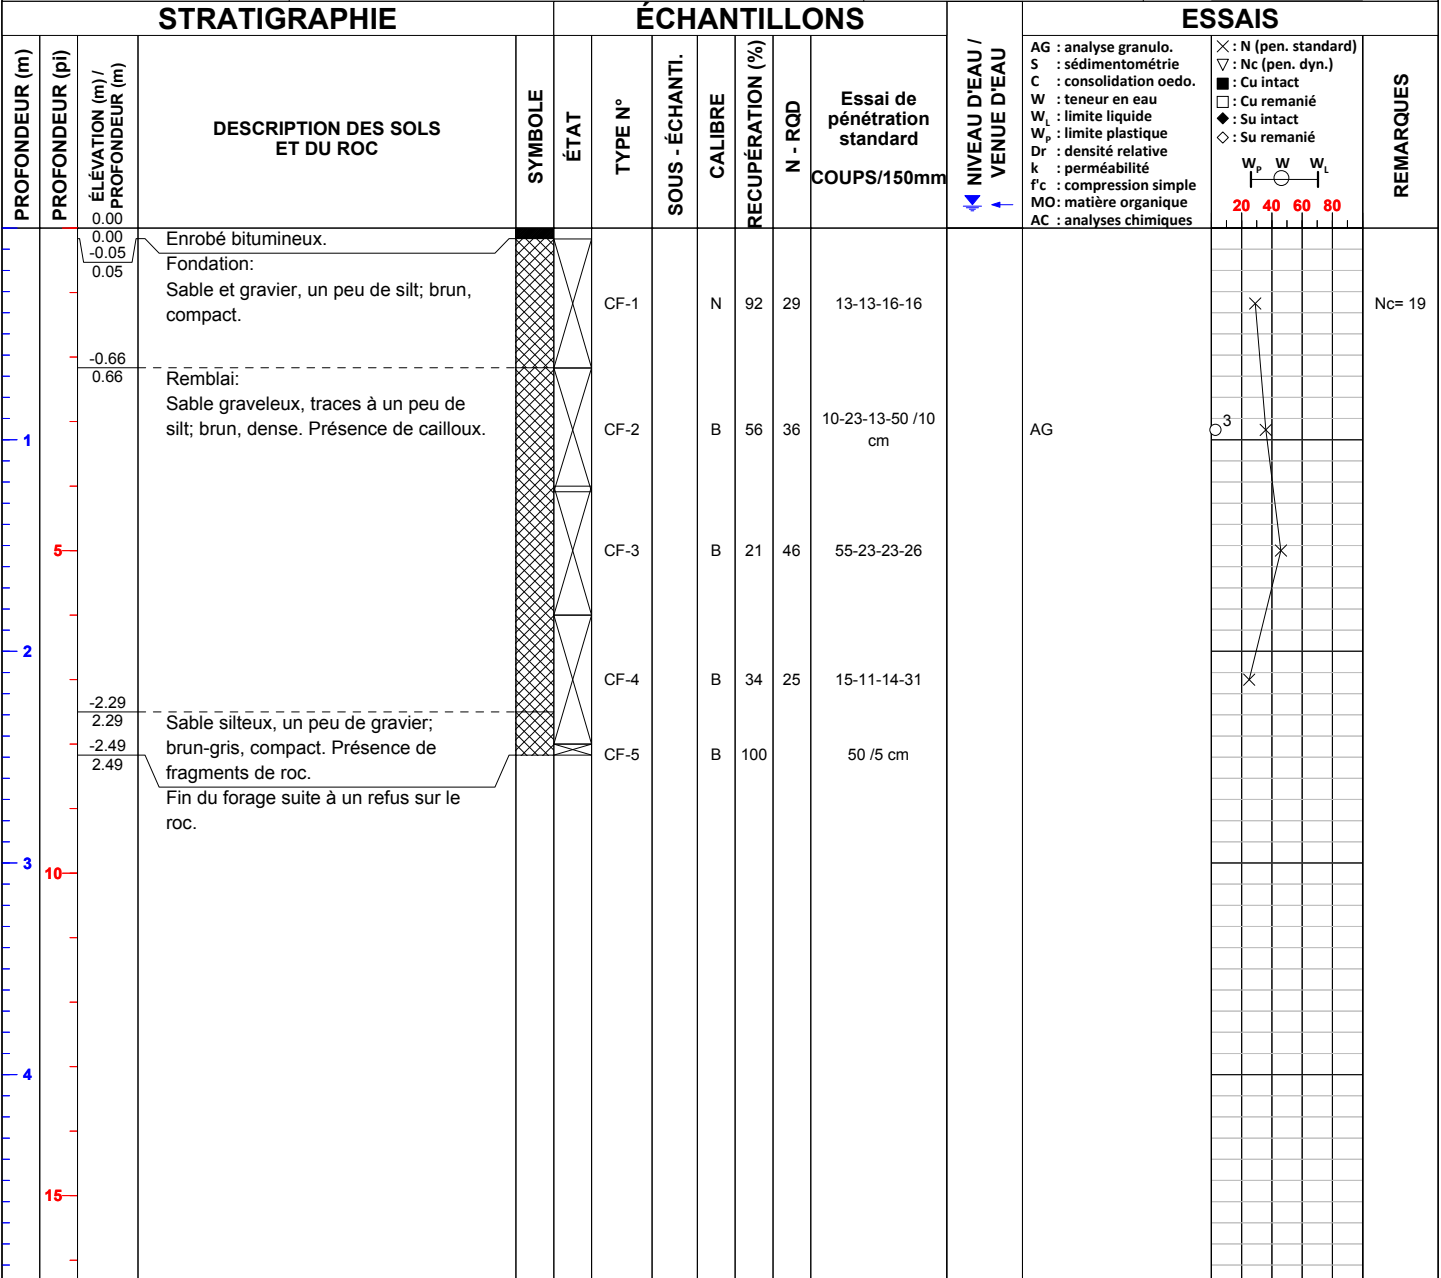 STRATIGRAPHIE
ÉCHANTILLONS
ESSAIS
PROFONDEUR (m)
PROFONDEUR (pi)
ÉLÉVATION (m) /
PROFONDEUR (m)
DESCRIPTION DES SOLS
ET DU ROC
SYMBOLE
ÉTAT
TYPE N°
SOUS - ÉCHANTI.
CALIBRE
RECUPÉRATION (%)
N - RQD
Essai de
pénétration
standard
COUPS/150mm
NIVEAU D'EAU /
VENUE D'EAU
AG : analyse granulo.
S : sédimentométrie
C : consolidation oedo.
W : teneur en eau
WL : limite liquide
WP : limite plastique
Dr : densité relative
k : perméabilité
f'c : compression simple
MO: matière organique
AC : analyses chimiques
X : N (pen. standard)
▽ : Nc (pen. dyn.)
■ : Cu intact
□ : Cu remanié
◆ : Su intact
◇ : Su remanié
WP W WL
20 40 60 80
REMARQUES
0.00
0.00
-0.05
0.05
Enrobé bitumineux.
Fondation:
Sable et gravier, un peu de silt; brun,
compact.
CF-1 N 92 29 13-13-16-16 Nc= 19
-0.66
0.66
Remblai:
Sable graveleux, traces à un peu de
silt; brun, dense. Présence de cailloux.
CF-2 B 56 36 10-23-13-50 /10
cm
AG
3
1
5
CF-3 B 21 46 55-23-23-26
2
CF-4 B 34 25 15-11-14-31
-2.29
2.29
-2.49
2.49
Sable silteux, un peu de gravier;
brun-gris, compact. Présence de
fragments de roc.
CF-5 B 100 50 /5 cm
Fin du forage suite à un refus sur le
roc.
3
10
4
15